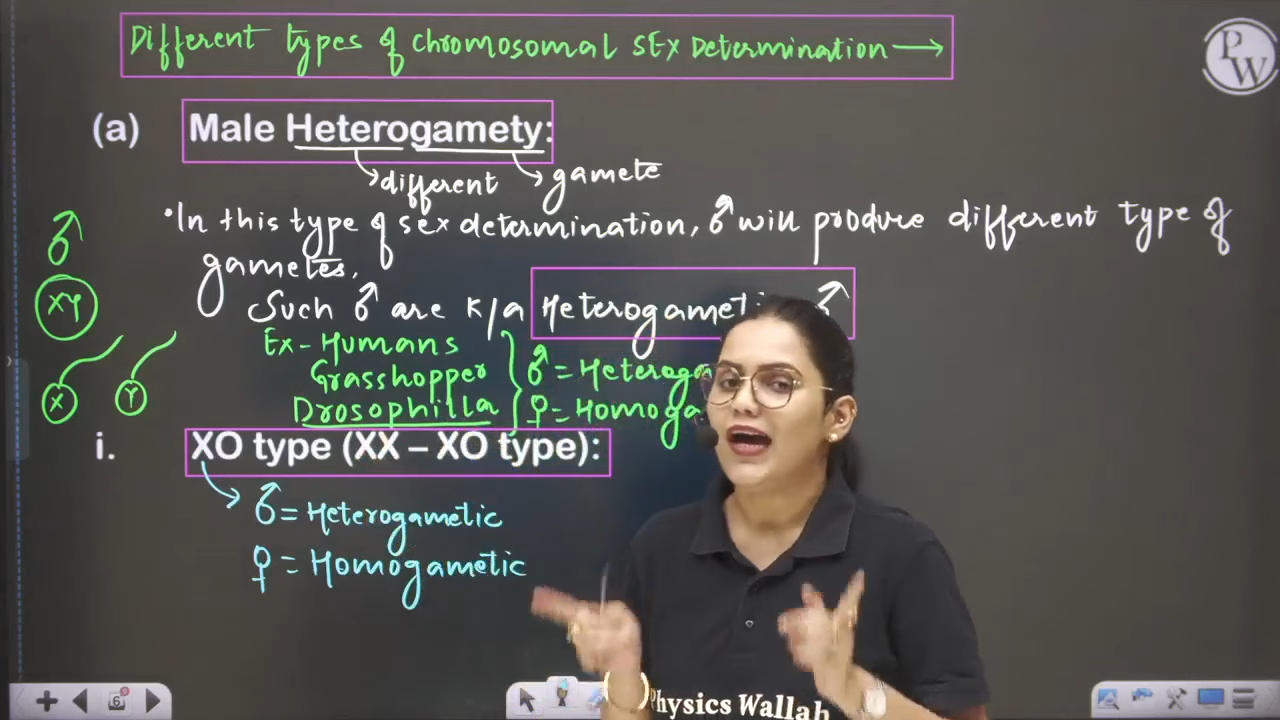 Different types of chromosomal sEx Determination →
PW
(a) Male Heterogamety:
→different →gamete
•In this type of sex determination, ♂ will produce different type of
gametes.
♂
Such ♂ are k/a Heterogameti ♂
XY
Ex- Humans
Grasshopper } ♂ = Heteroga
X Y
Drosophilla ♀ = Homoga
i. XO type (XX – XO type):
→ ♂ = Heterogametic
♀ = Homogametic
Physics Wallah
6